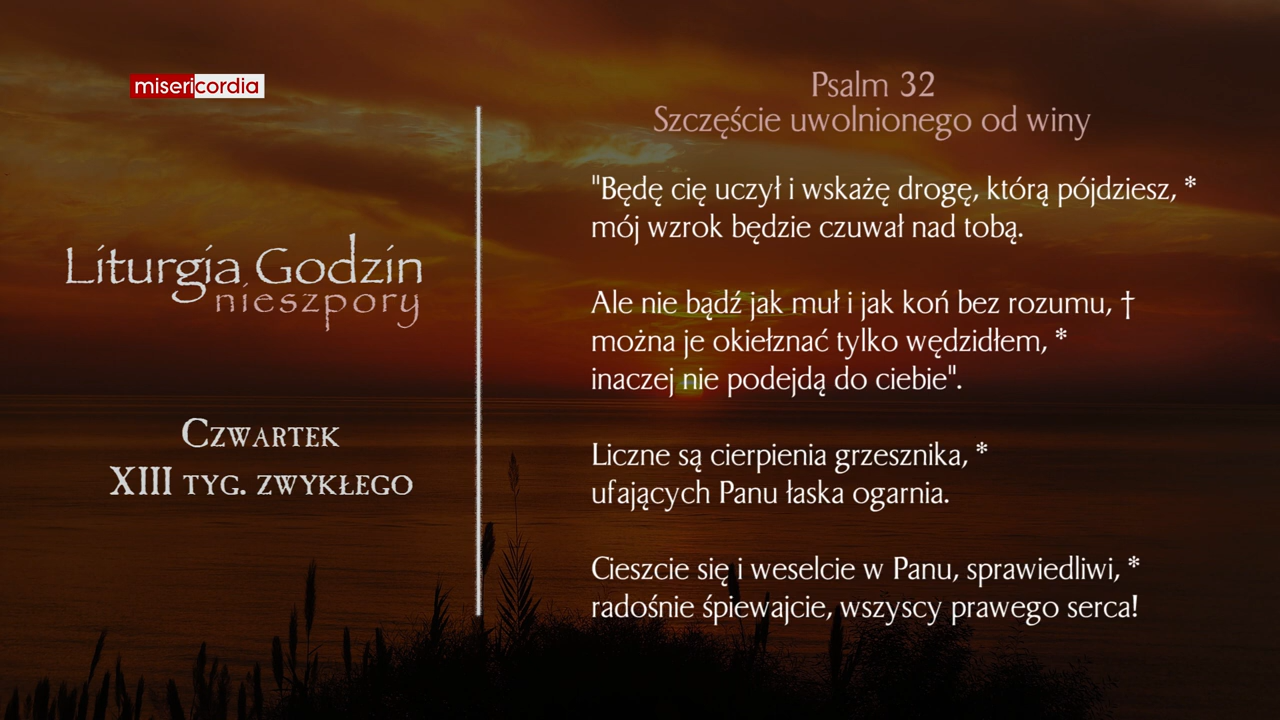 misericordia
Liturgia Godzin
nieszpory
Czwartek
XIII tyg. zwykłego
Psalm 32
Szczęście uwolnionego od winy
"Będę cię uczył i wskażę drogę, którą pójdziesz, *
mój wzrok będzie czuwał nad tobą.
Ale nie bądź jak muł i jak koń bez rozumu, †
można je okiełznać tylko wędzidłem, *
inaczej nie podejdą do ciebie".
Liczne są cierpienia grzesznika, *
ufających Panu łaska ogarnia.
Cieszcie się i weselcie w Panu, sprawiedliwi, *
radośnie śpiewajcie, wszyscy prawego serca!